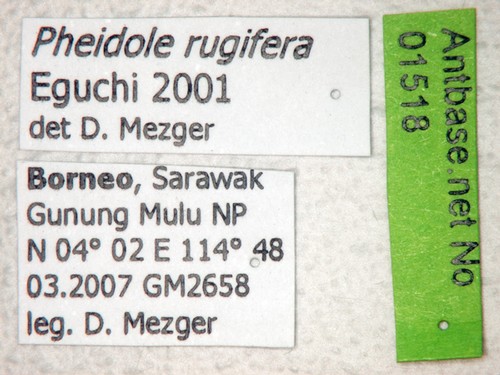 Pheidole rugifera
Eguchi 2001
det D. Mezger
Borneo, Sarawak
Gunung Mulu NP
N 04° 02 E 114° 48
03.2007 GM2658
leg. D. Mezger
Antbase.net No
01518